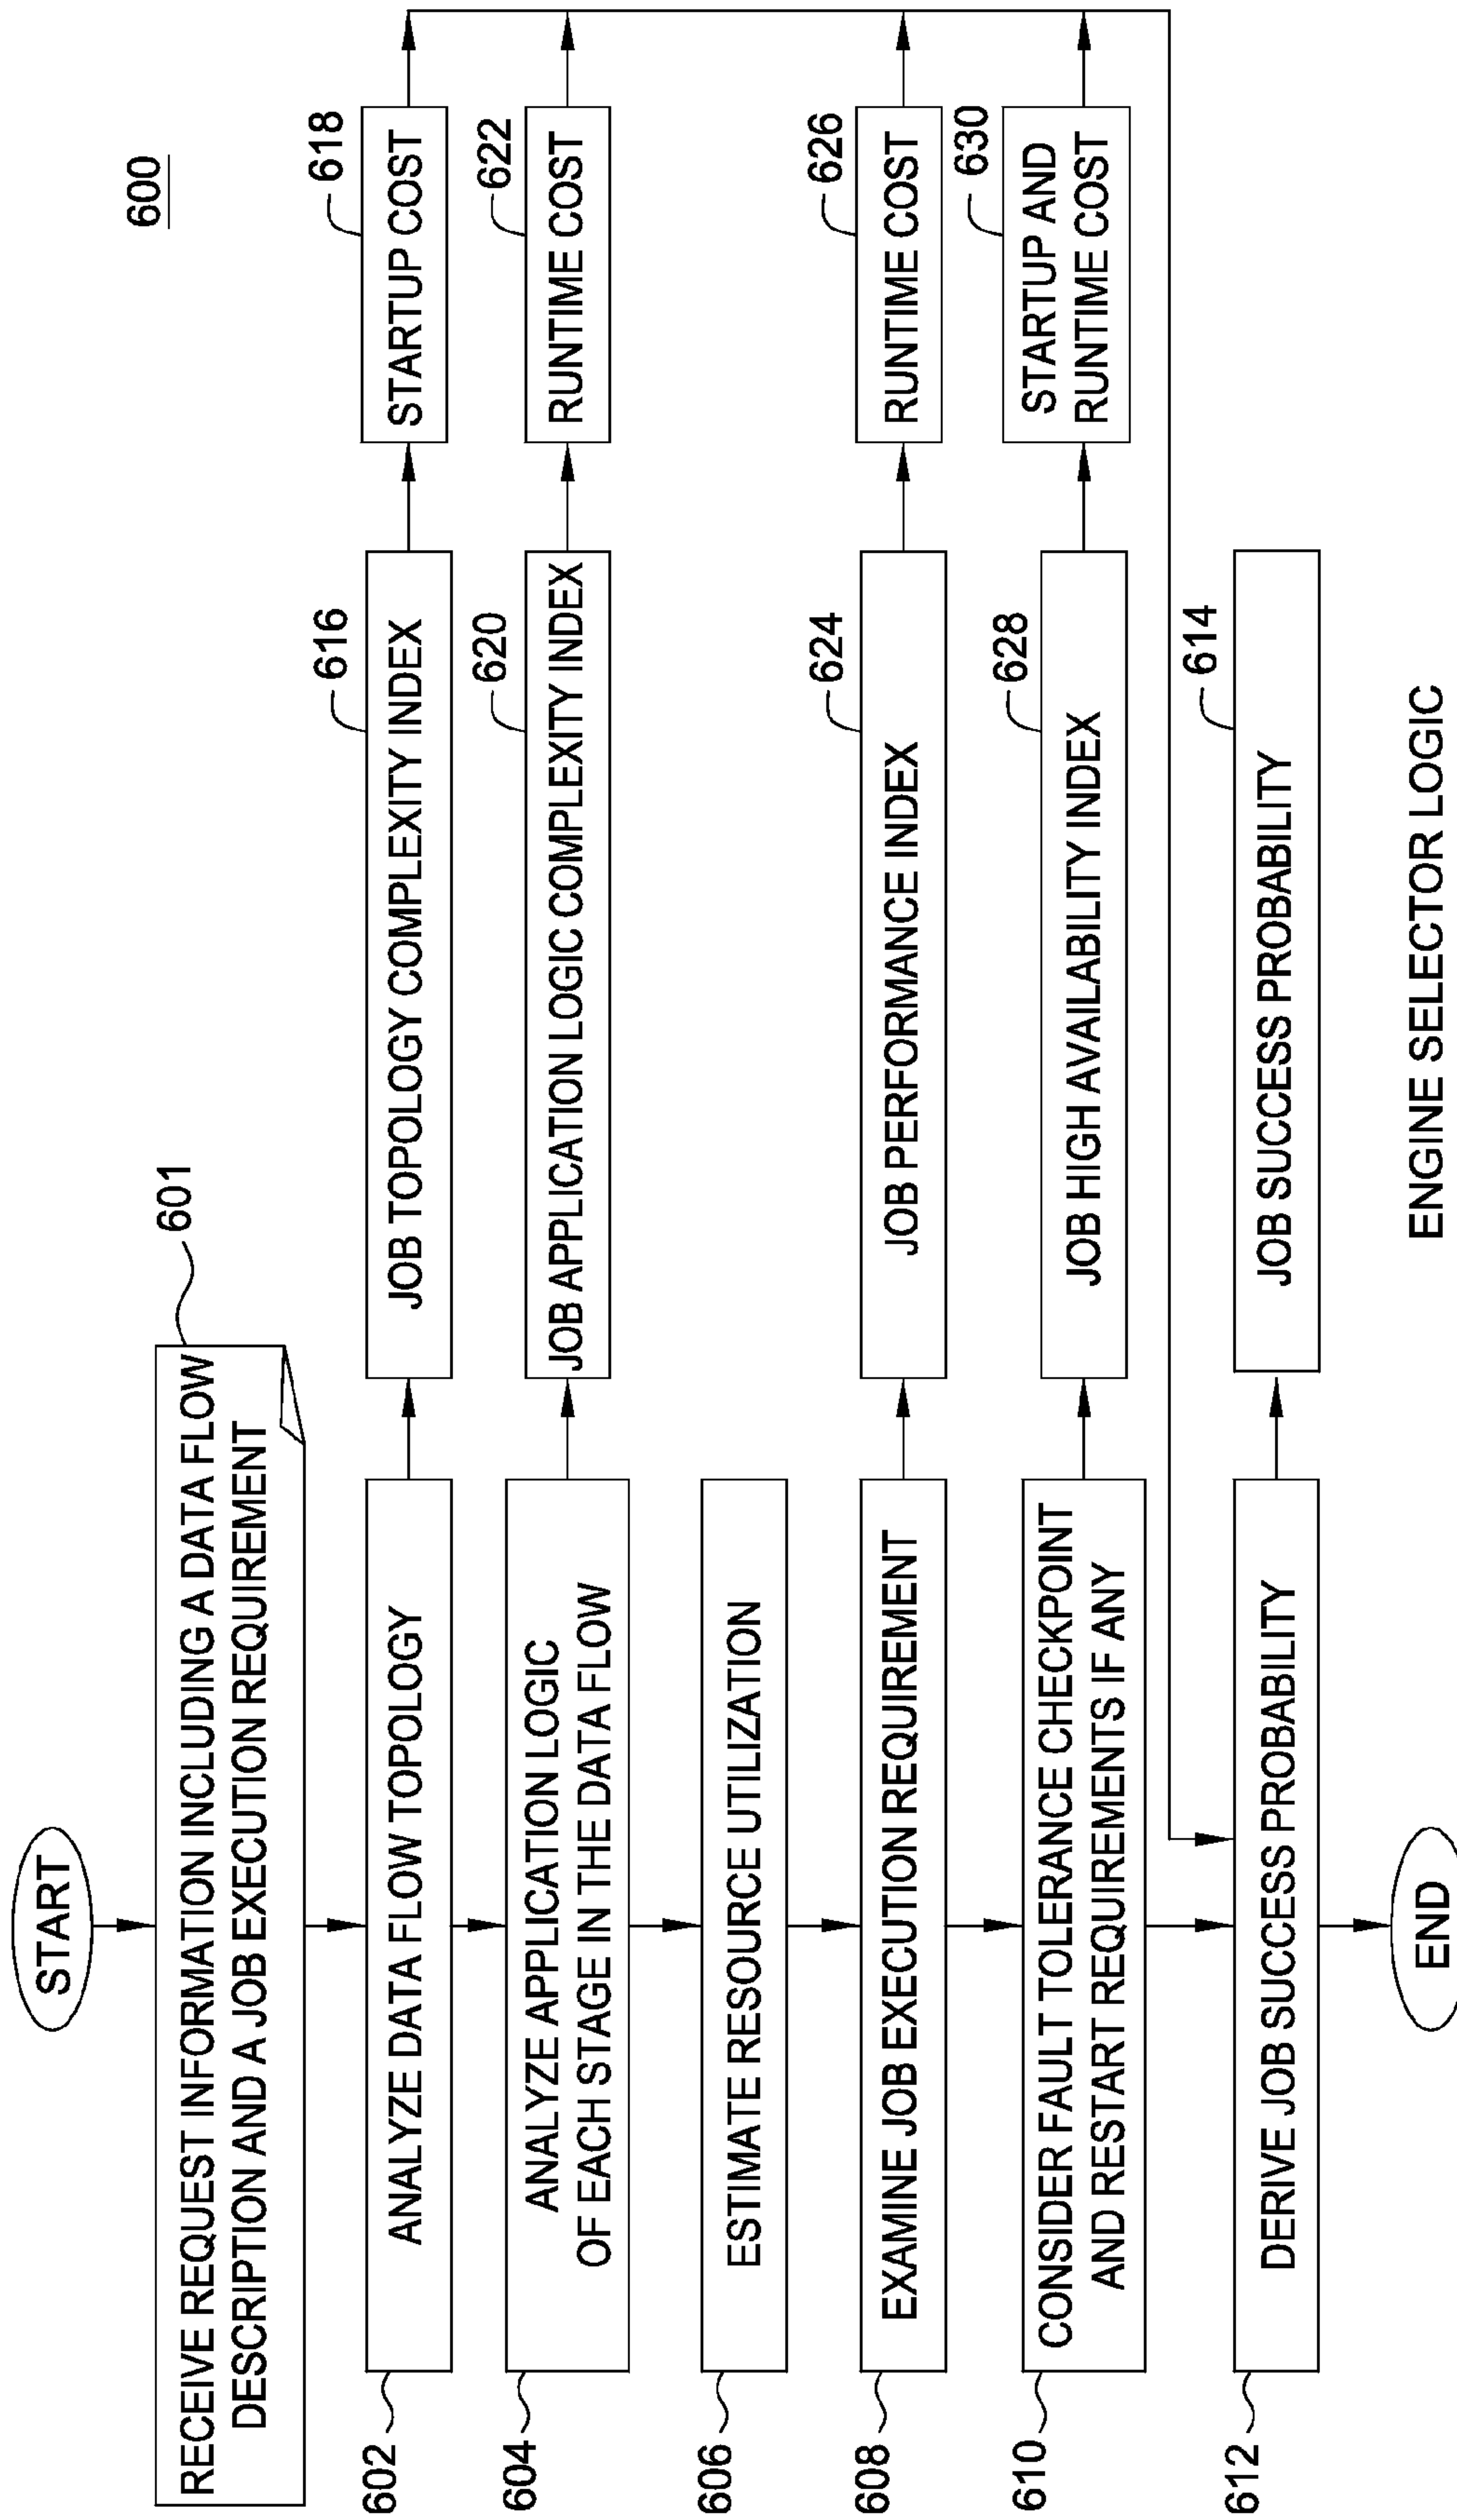 600
START
RECEIVE REQUEST INFORMATION INCLUDING A DATA FLOW
DESCRIPTION AND A JOB EXECUTION REQUIREMENT
601
602
ANALYZE DATA FLOW TOPOLOGY
616
JOB TOPOLOGY COMPLEXITY INDEX
618
STARTUP COST
604
ANALYZE APPLICATION LOGIC
OF EACH STAGE IN THE DATA FLOW
620
JOB APPLICATION LOGIC COMPLEXITY INDEX
622
RUNTIME COST
606
ESTIMATE RESOURCE UTILIZATION
608
EXAMINE JOB EXECUTION REQUIREMENT
624
JOB PERFORMANCE INDEX
626
RUNTIME COST
610
CONSIDER FAULT TOLERANCE CHECKPOINT
AND RESTART REQUIREMENTS IF ANY
628
JOB HIGH AVAILABILITY INDEX
630
STARTUP AND
RUNTIME COST
612
DERIVE JOB SUCCESS PROBABILITY
614
JOB SUCCESS PROBABILITY
END
ENGINE SELECTOR LOGIC